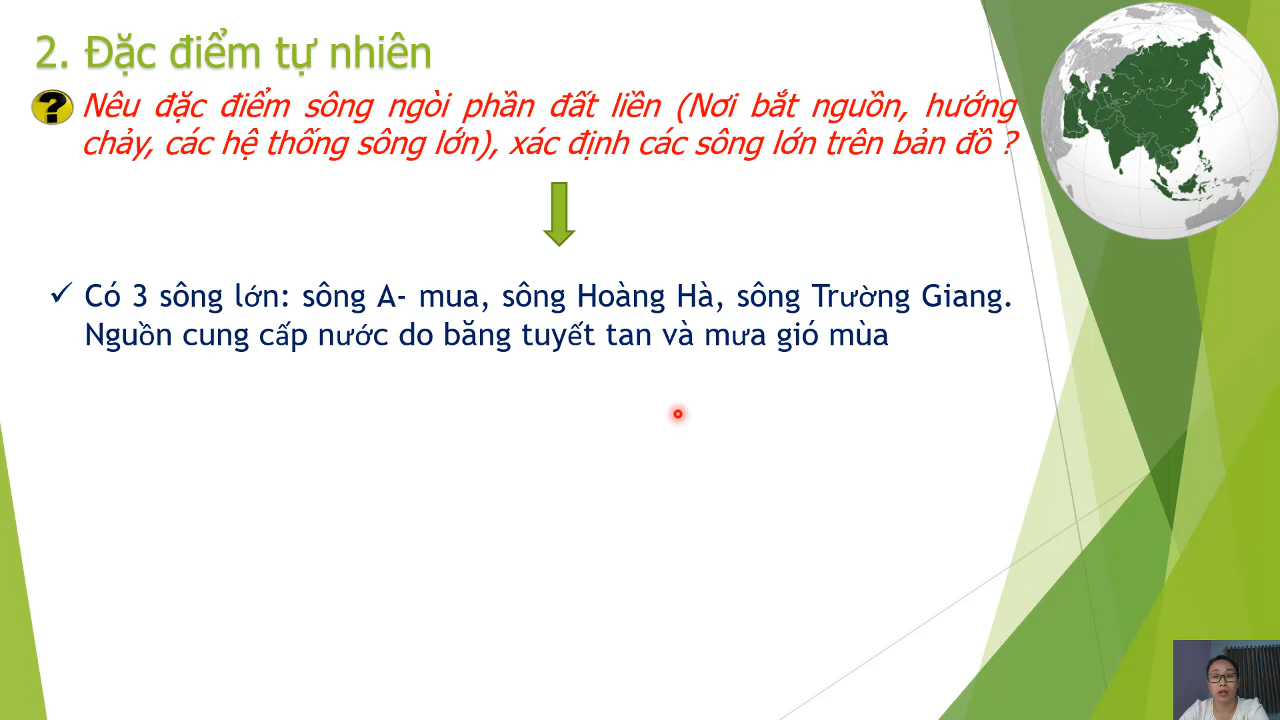 2. Đặc điểm tự nhiên
? Nêu đặc điểm sông ngòi phần đất liền (Nơi bắt nguồn, hướng
chảy, các hệ thống sông lớn), xác định các sông lớn trên bản đồ ?
✓ Có 3 sông lớn: sông A- mua, sông Hoàng Hà, sông Trường Giang.
Nguồn cung cấp nước do băng tuyết tan và mưa gió mùa